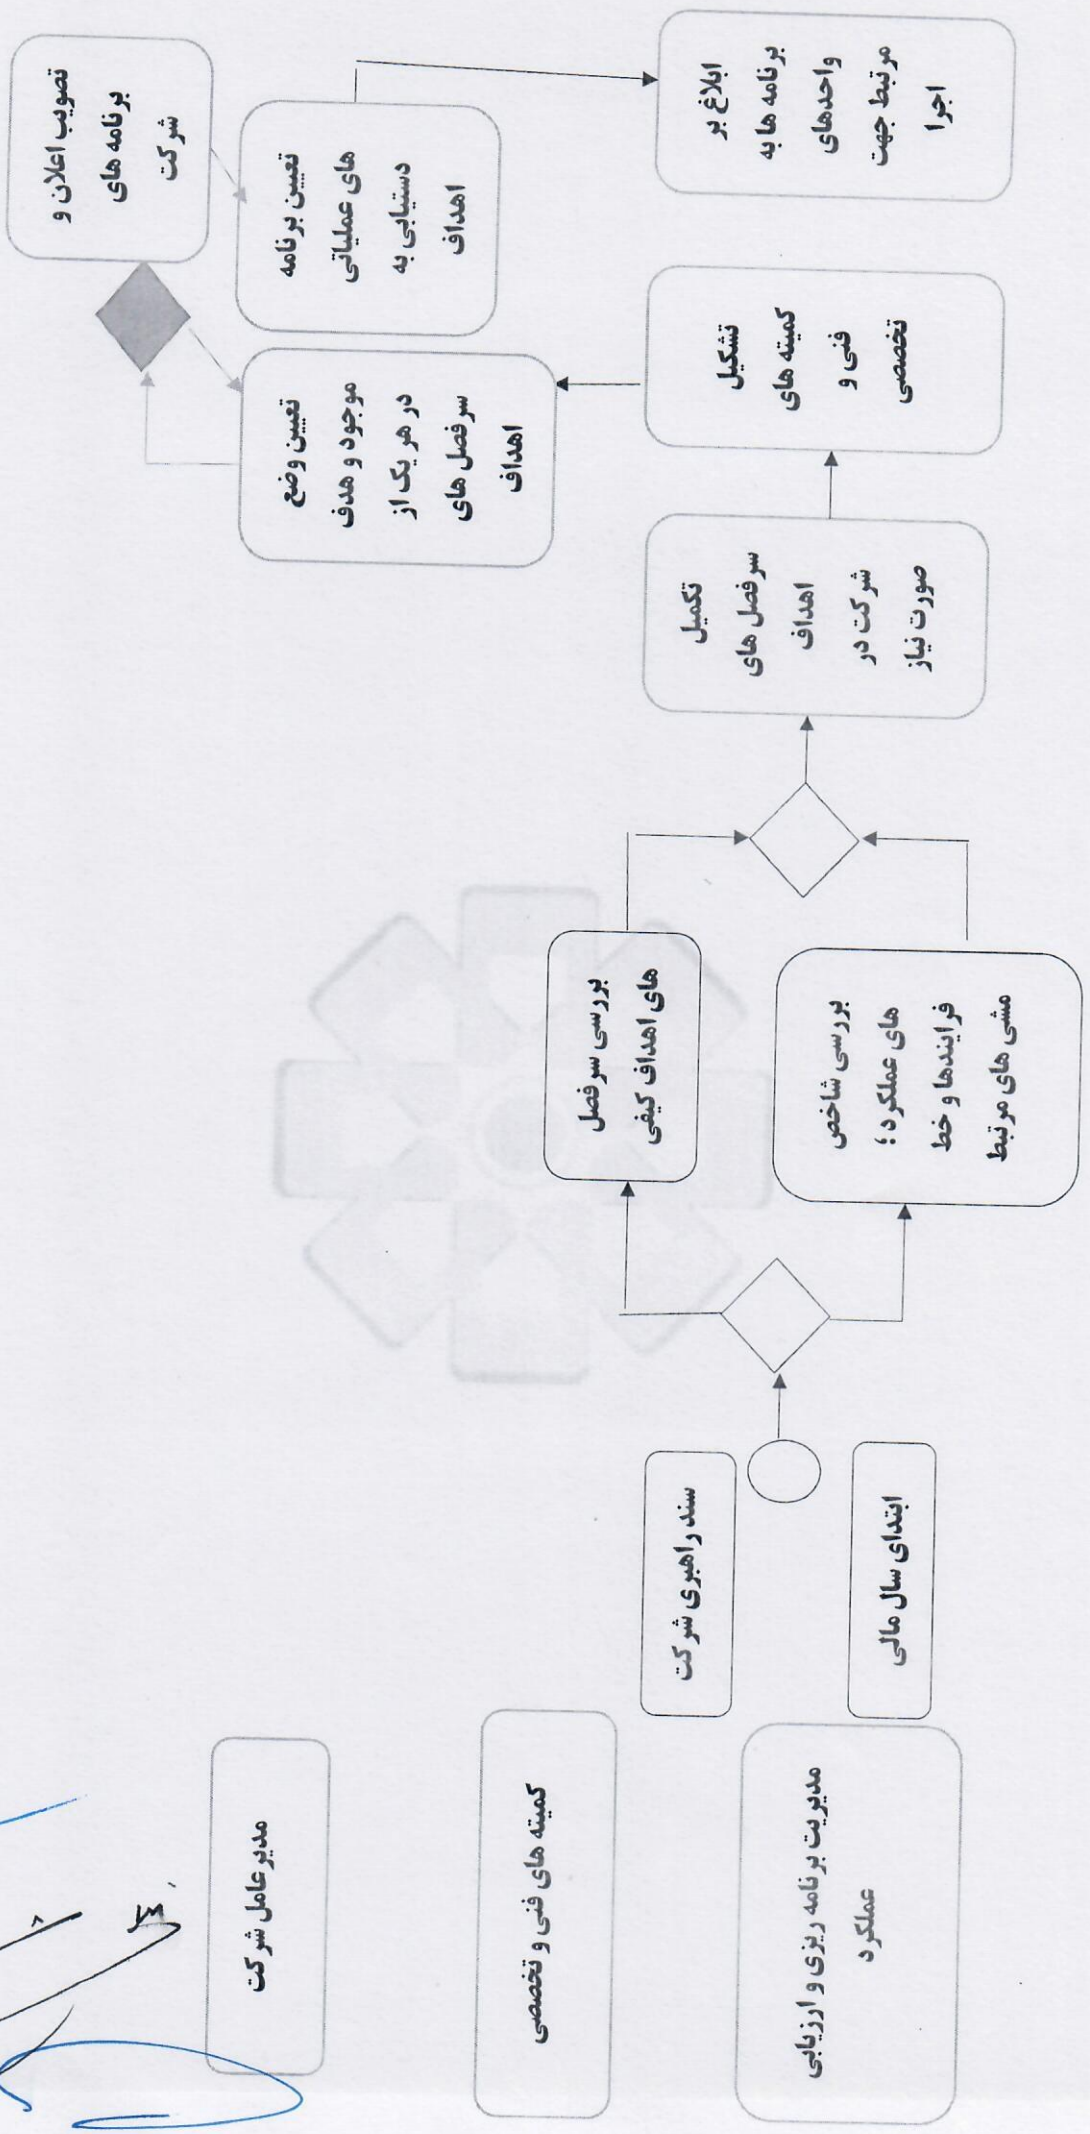 مدیرعامل شرکت
کمیته های فنی و تخصصی
مدیریت برنامه ریزی و ارزیابی
عملکرد
سند راهبری شرکت
ابتدای سال مالی
بررسی سرفصل
های اهداف کیفی
بررسی شاخص
های عملکرد؛
فرایندها و خط
مشی های مرتبط
تکمیل
سرفصل های
اهداف
شرکت در
صورت نیاز
تشکیل
کمیته های
فنی و
تخصصی
تعیین وضع
موجود و هدف
در هر یک از
سرفصل های
اهداف
تصویب اعلان و
برنامه های
شرکت
تعیین برنامه
های عملیاتی
دستیابی به
اهداف
ابلاغ بر
برنامه ها به
واحدهای
مرتبط جهت
اجرا